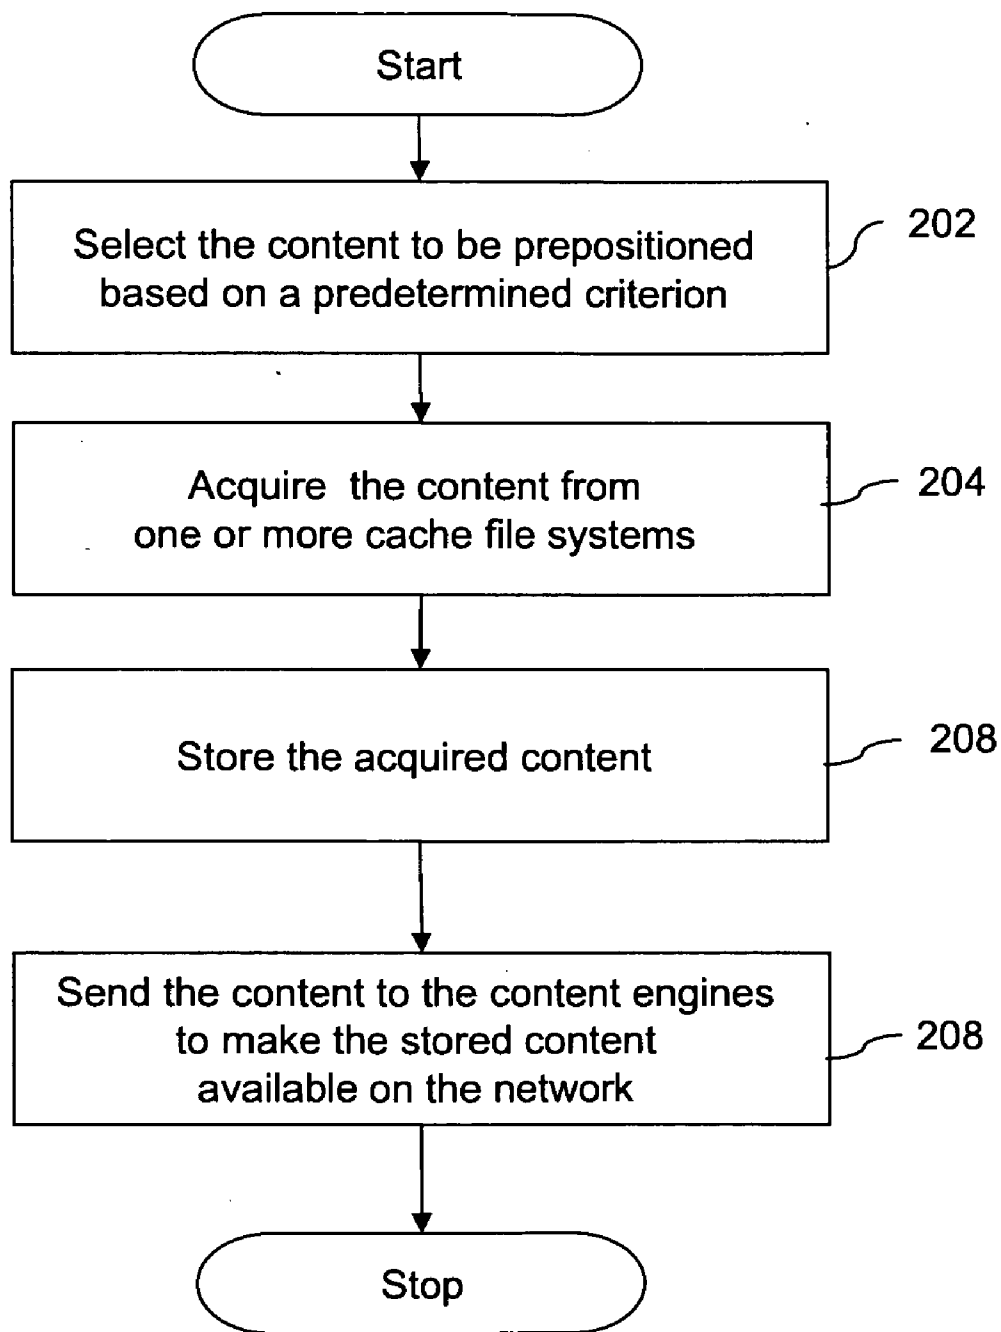 Start
Select the content to be prepositioned
based on a predetermined criterion
202
Acquire the content from
one or more cache file systems
204
Store the acquired content
208
Send the content to the content engines
to make the stored content
available on the network
208
Stop